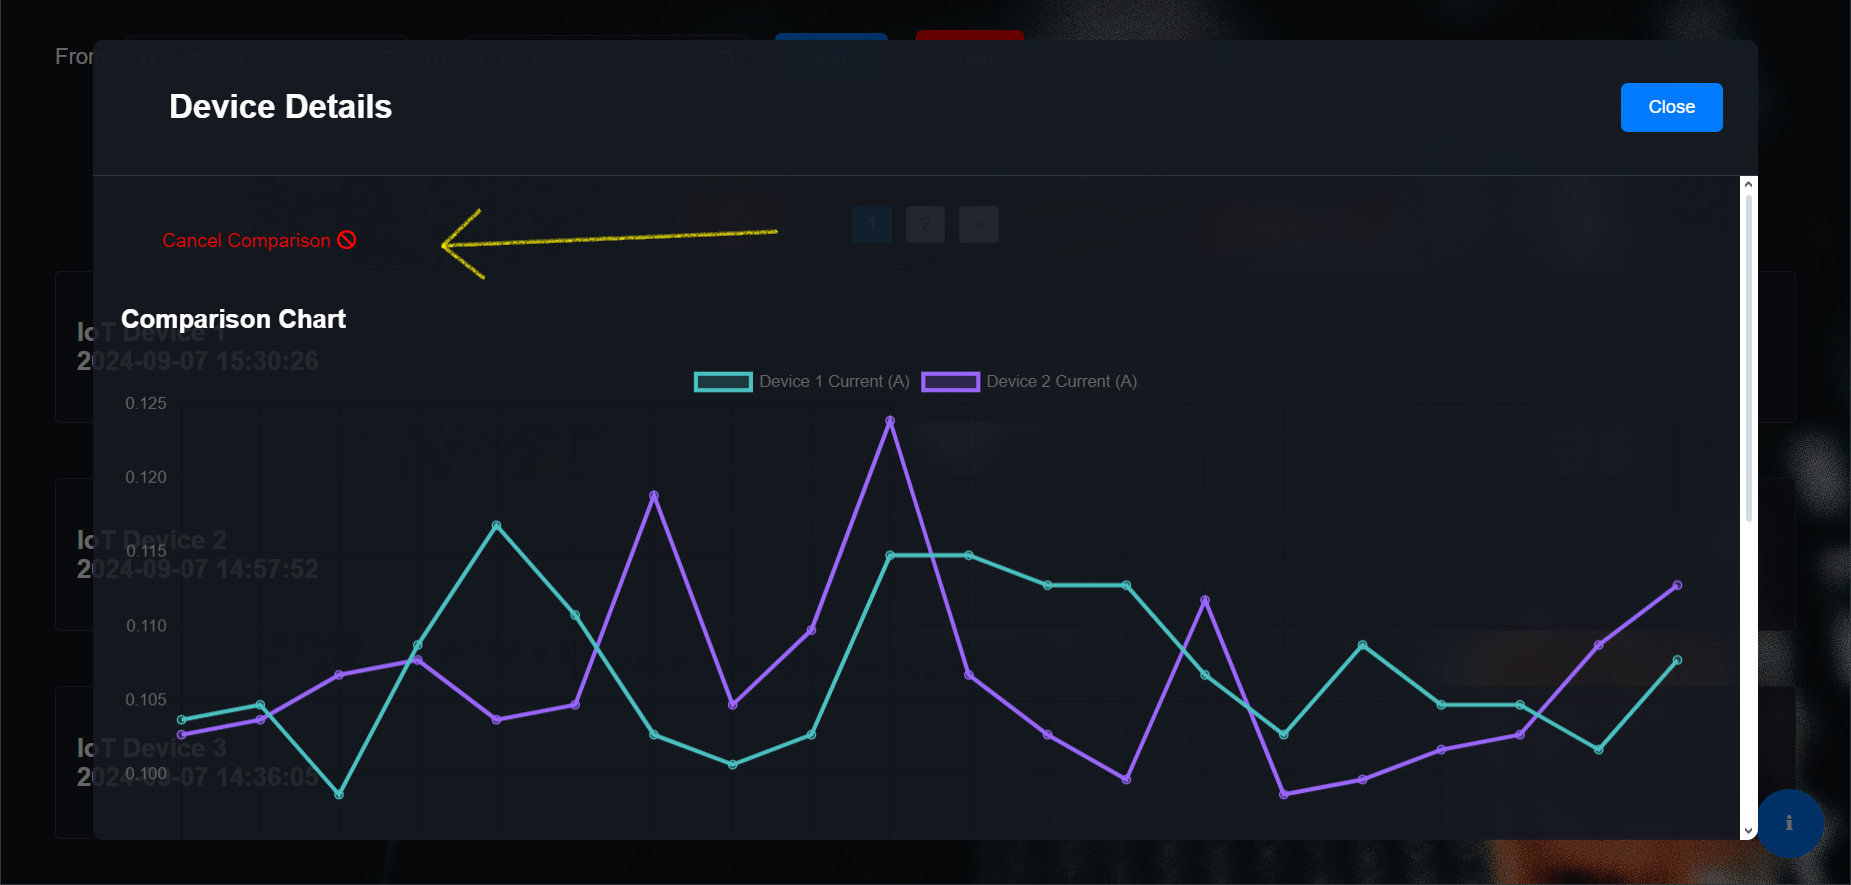 From
yyyy/mm/dd
To
yyyy/mm/dd
Search
Clear
Device Details
Close
Cancel Comparison
1
2
»
Comparison Chart
IoT Device 1
2024-09-07 15:30:26
Device 1 Current (A)
Device 2 Current (A)
0.125
0.120
0.115
0.110
0.105
0.100
IoT Device 2
2024-09-07 14:57:52
IoT Device 3
2024-09-07 14:36:05
i